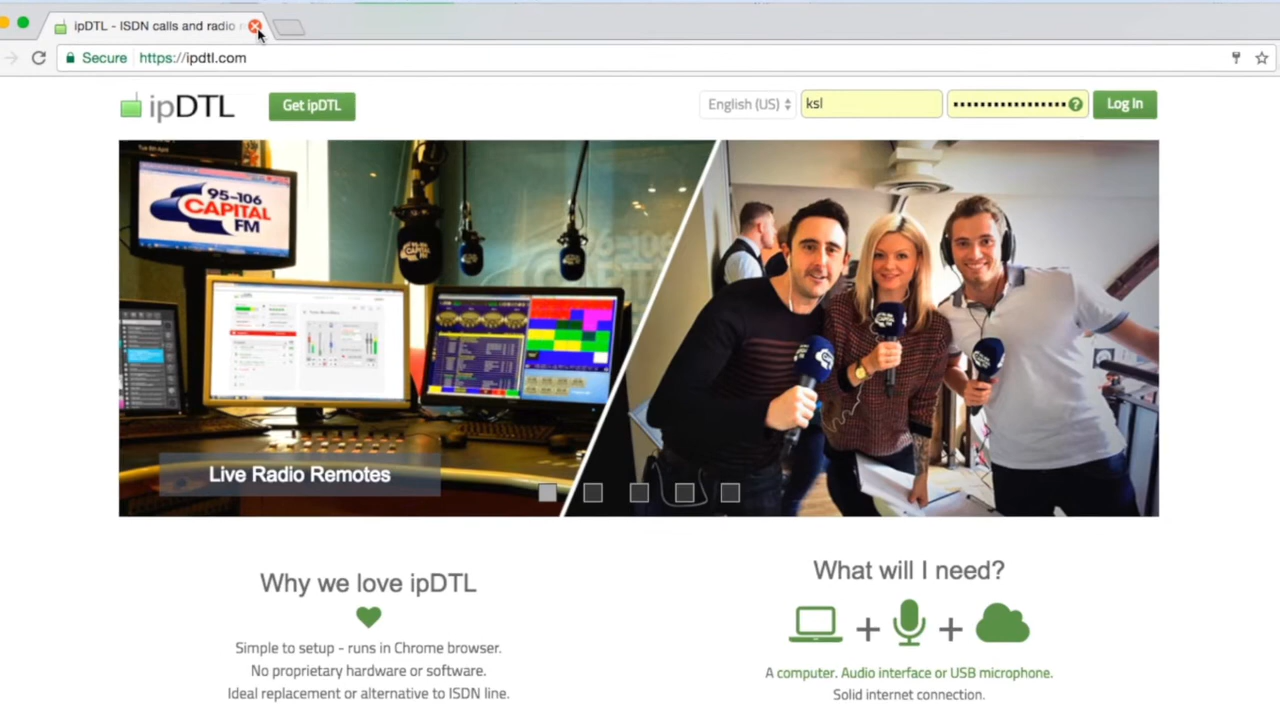 ipDTL - ISDN calls and radio
Secure https://ipdtl.com
ipDTL Get ipDTL English (US) ksl Log In
95-106
CAPITAL
FM
Live Radio Remotes
Why we love ipDTL
Simple to setup - runs in Chrome browser.
No proprietary hardware or software.
Ideal replacement or alternative to ISDN line.
What will I need?
A computer. Audio interface or USB microphone.
Solid internet connection.